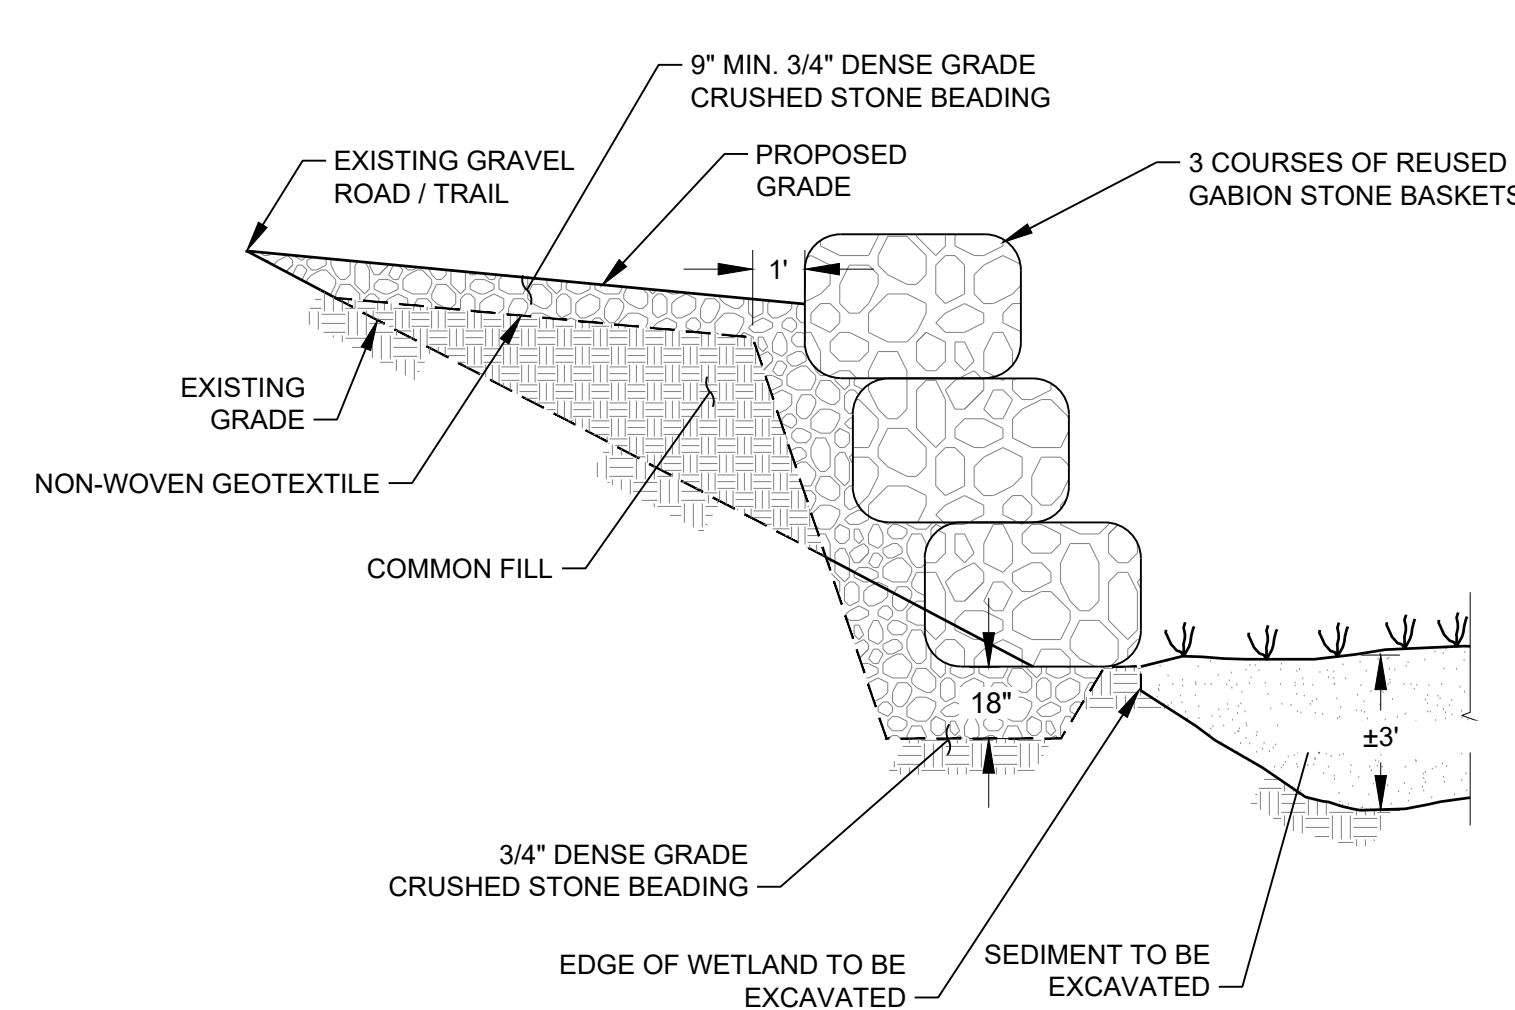 9" MIN. 3/4" DENSE GRADE
CRUSHED STONE BEADING
EXISTING GRAVEL
ROAD / TRAIL
PROPOSED
GRADE
3 COURSES OF REUSED
GABION STONE BASKETS
1'
EXISTING
GRADE
NON-WOVEN GEOTEXTILE
COMMON FILL
18"
±3'
3/4" DENSE GRADE
CRUSHED STONE BEADING
EDGE OF WETLAND TO BE
EXCAVATED
SEDIMENT TO BE
EXCAVATED